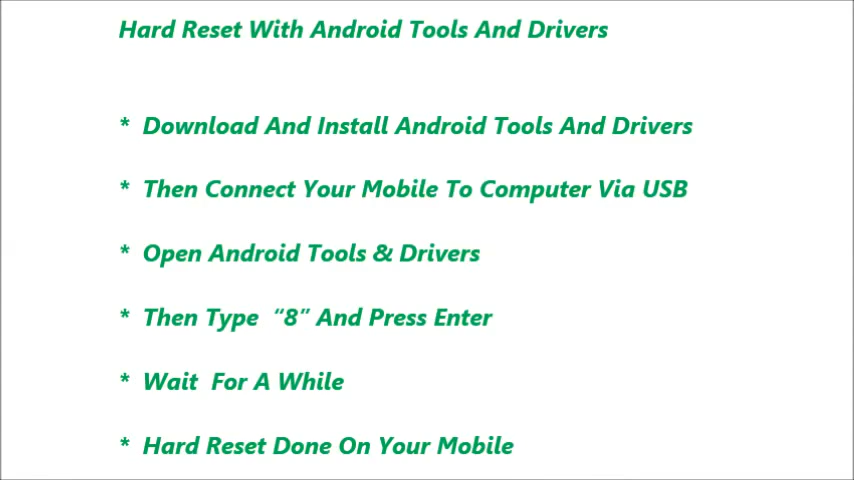 Hard Reset With Android Tools And Drivers
* Download And Install Android Tools And Drivers
* Then Connect Your Mobile To Computer Via USB
* Open Android Tools & Drivers
* Then Type “8” And Press Enter
* Wait For A While
* Hard Reset Done On Your Mobile